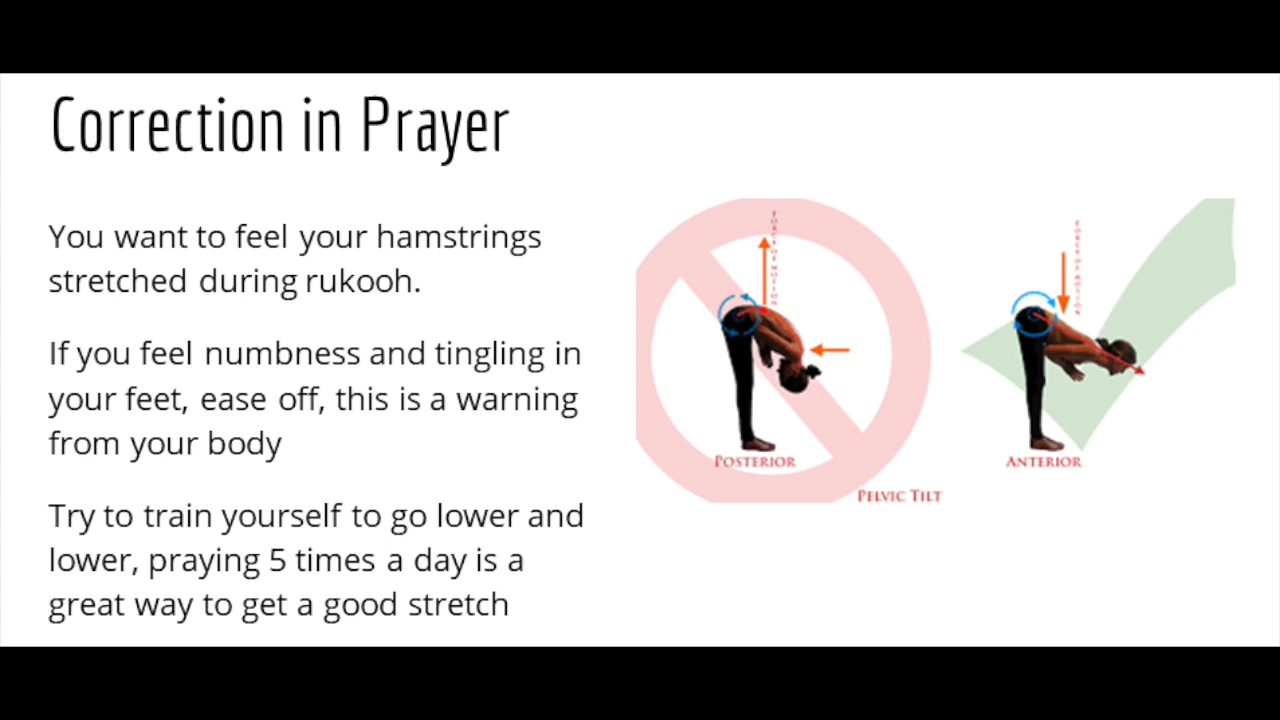 Correction in Prayer
You want to feel your hamstrings
stretched during rukooh.
If you feel numbness and tingling in
your feet, ease off, this is a warning
from your body
Try to train yourself to go lower and
lower, praying 5 times a day is a
great way to get a good stretch
POSTERIOR
ANTERIOR
PELVIC TILT